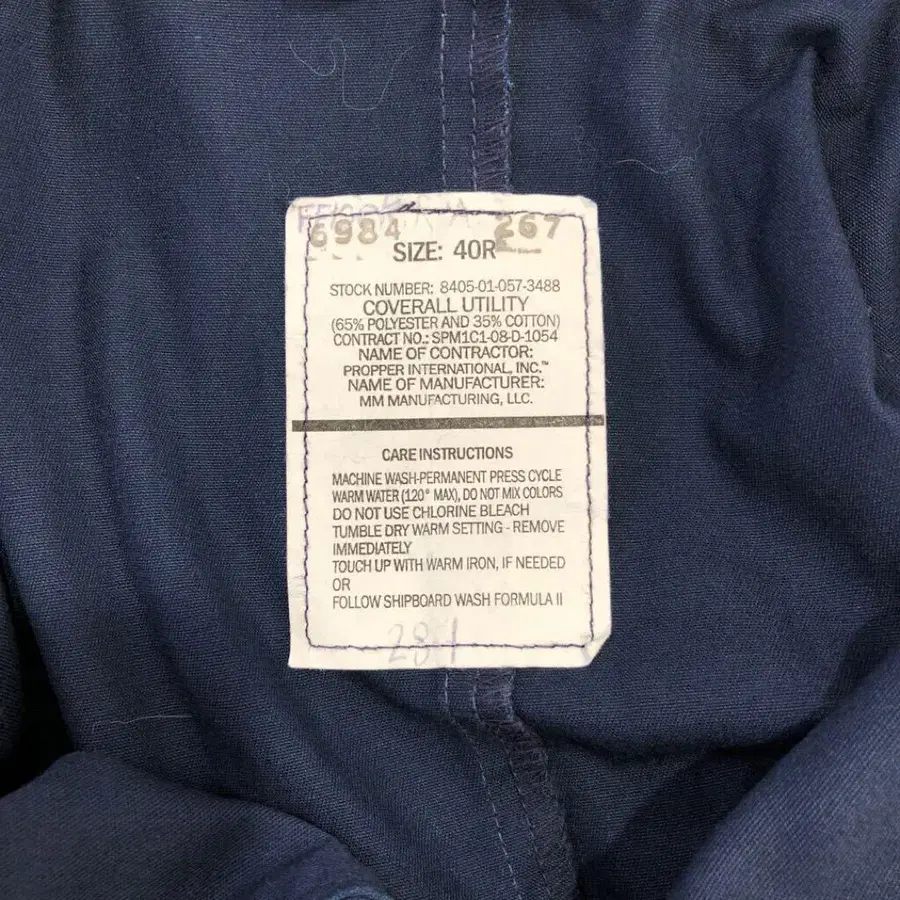 6984 267
SIZE: 40R
STOCK NUMBER: 8405-01-057-3488
COVERALL UTILITY
(65% POLYESTER AND 35% COTTON)
CONTRACT NO.: SPM1C1-08-D-1054
NAME OF CONTRACTOR:
PROPPER INTERNATIONAL, INC.™
NAME OF MANUFACTURER:
MM MANUFACTURING, LLC.
CARE INSTRUCTIONS
MACHINE WASH-PERMANENT PRESS CYCLE
WARM WATER (120° MAX), DO NOT MIX COLORS
DO NOT USE CHLORINE BLEACH
TUMBLE DRY WARM SETTING - REMOVE
IMMEDIATELY
TOUCH UP WITH WARM IRON, IF NEEDED
OR
FOLLOW SHIPBOARD WASH FORMULA II
284